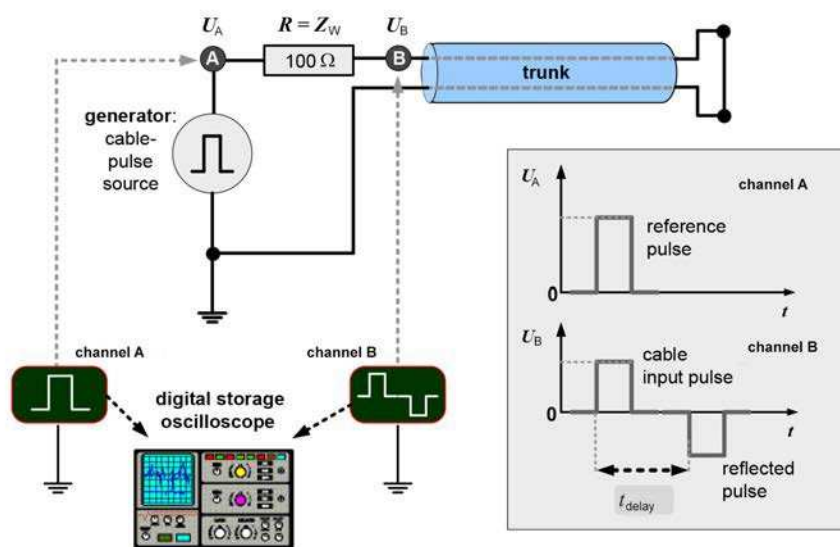 U_A
R = Z_W
U_B
A
100 Ω
B
trunk
generator:
cable-
pulse
source
channel A
channel B
digital storage
oscilloscope
U_A
channel A
reference
pulse
0
t
U_B
channel B
cable
input pulse
0
t
reflected
pulse
t_delay